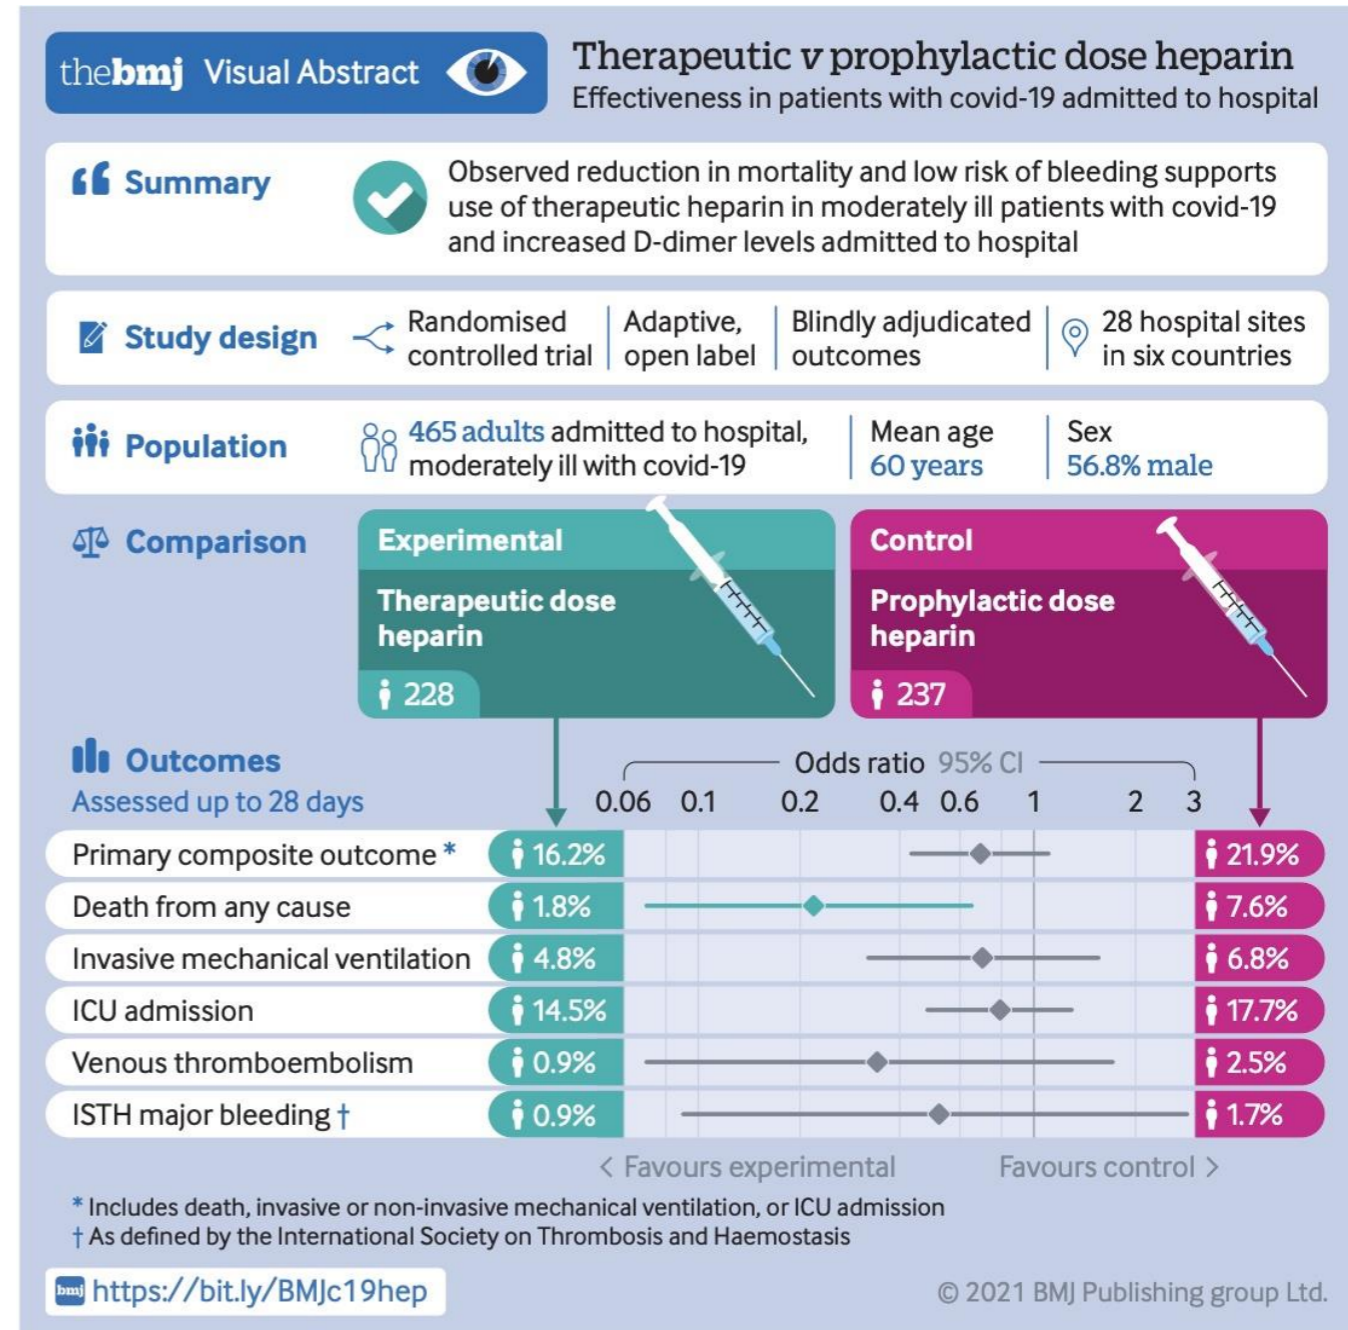 thebmj Visual Abstract
Therapeutic v prophylactic dose heparin
Effectiveness in patients with covid-19 admitted to hospital
Summary
Observed reduction in mortality and low risk of bleeding supports
use of therapeutic heparin in moderately ill patients with covid-19
and increased D-dimer levels admitted to hospital
Study design
Randomised
controlled trial
Adaptive,
open label
Blindly adjudicated
outcomes
28 hospital sites
in six countries
Population
465 adults admitted to hospital,
moderately ill with covid-19
Mean age
60 years
Sex
56.8% male
Comparison
Experimental
Therapeutic dose
heparin
228
Control
Prophylactic dose
heparin
237
Outcomes
Assessed up to 28 days
Odds ratio 95% CI
0.06 0.1 0.2 0.4 0.6 1 2 3
Primary composite outcome * 16.2% 21.9%
Death from any cause 1.8% 7.6%
Invasive mechanical ventilation 4.8% 6.8%
ICU admission 14.5% 17.7%
Venous thromboembolism 0.9% 2.5%
ISTH major bleeding † 0.9% 1.7%
< Favours experimental Favours control >
* Includes death, invasive or non-invasive mechanical ventilation, or ICU admission
† As defined by the International Society on Thrombosis and Haemostasis
bmj https://bit.ly/BMJc19hep
© 2021 BMJ Publishing group Ltd.